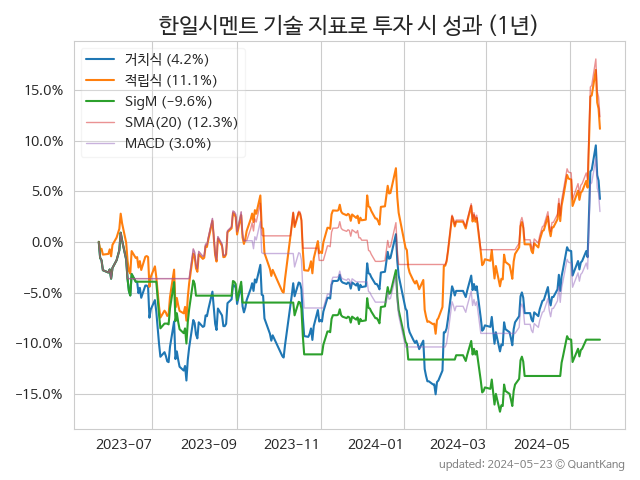 한일시멘트 기술 지표로 투자 시 성과 (1년)
거치식 (4.2%)
적립식 (11.1%)
SigM (−9.6%)
SMA(20) (12.3%)
MACD (3.0%)
15.0%
10.0%
5.0%
0.0%
−5.0%
−10.0%
−15.0%
2023−07 2023−09 2023−11 2024−01 2024−03 2024−05
updated: 2024−05−23 ⓒ QuantKang